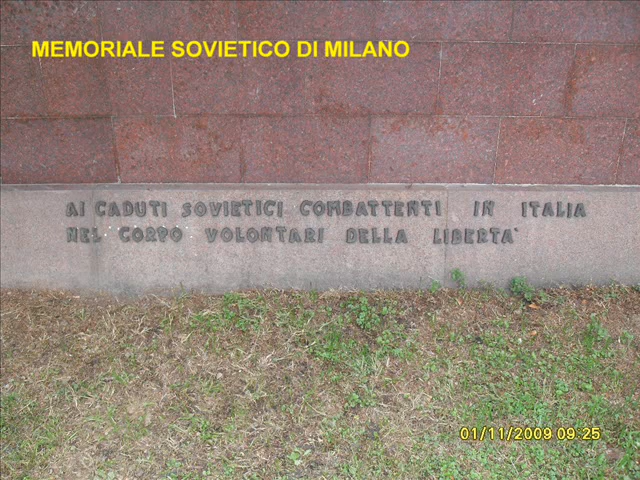 MEMORIALE SOVIETICO DI MILANO
AI CADUTI SOVIETICI COMBATTENTI IN ITALIA
NEL CORPO VOLONTARI DELLA LIBERTA'
01/11/2009 09:25